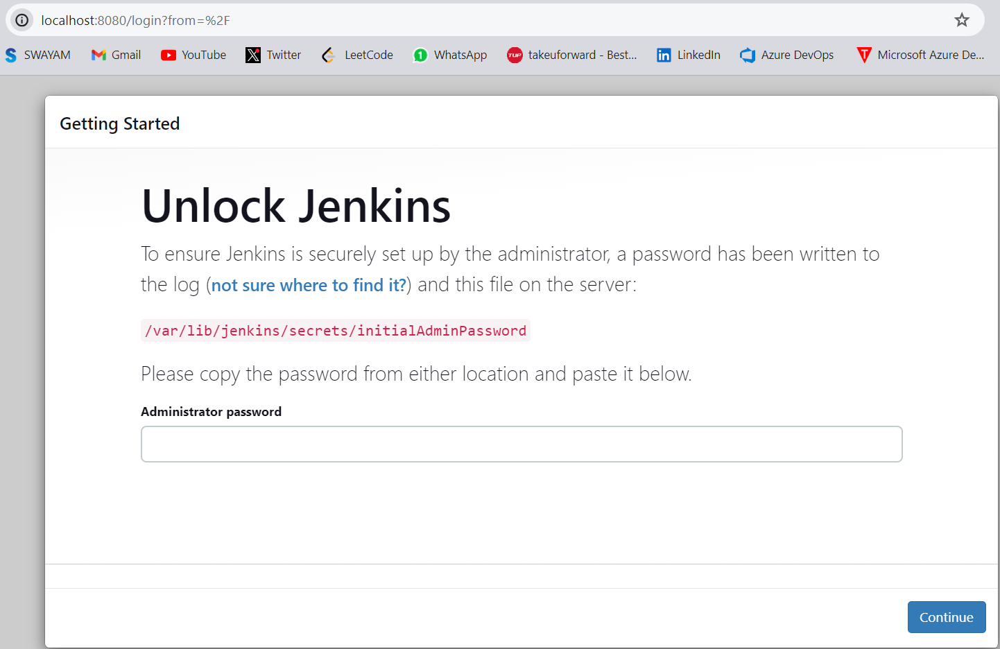 localhost:8080/login?from=%2F
SWAYAM Gmail YouTube Twitter LeetCode 1 WhatsApp TUF takeuforward - Best... in LinkedIn Azure DevOps T Microsoft Azure De...
Getting Started
Unlock Jenkins
To ensure Jenkins is securely set up by the administrator, a password has been written to
the log (not sure where to find it?) and this file on the server:
/var/lib/jenkins/secrets/initialAdminPassword
Please copy the password from either location and paste it below.
Administrator password
Continue